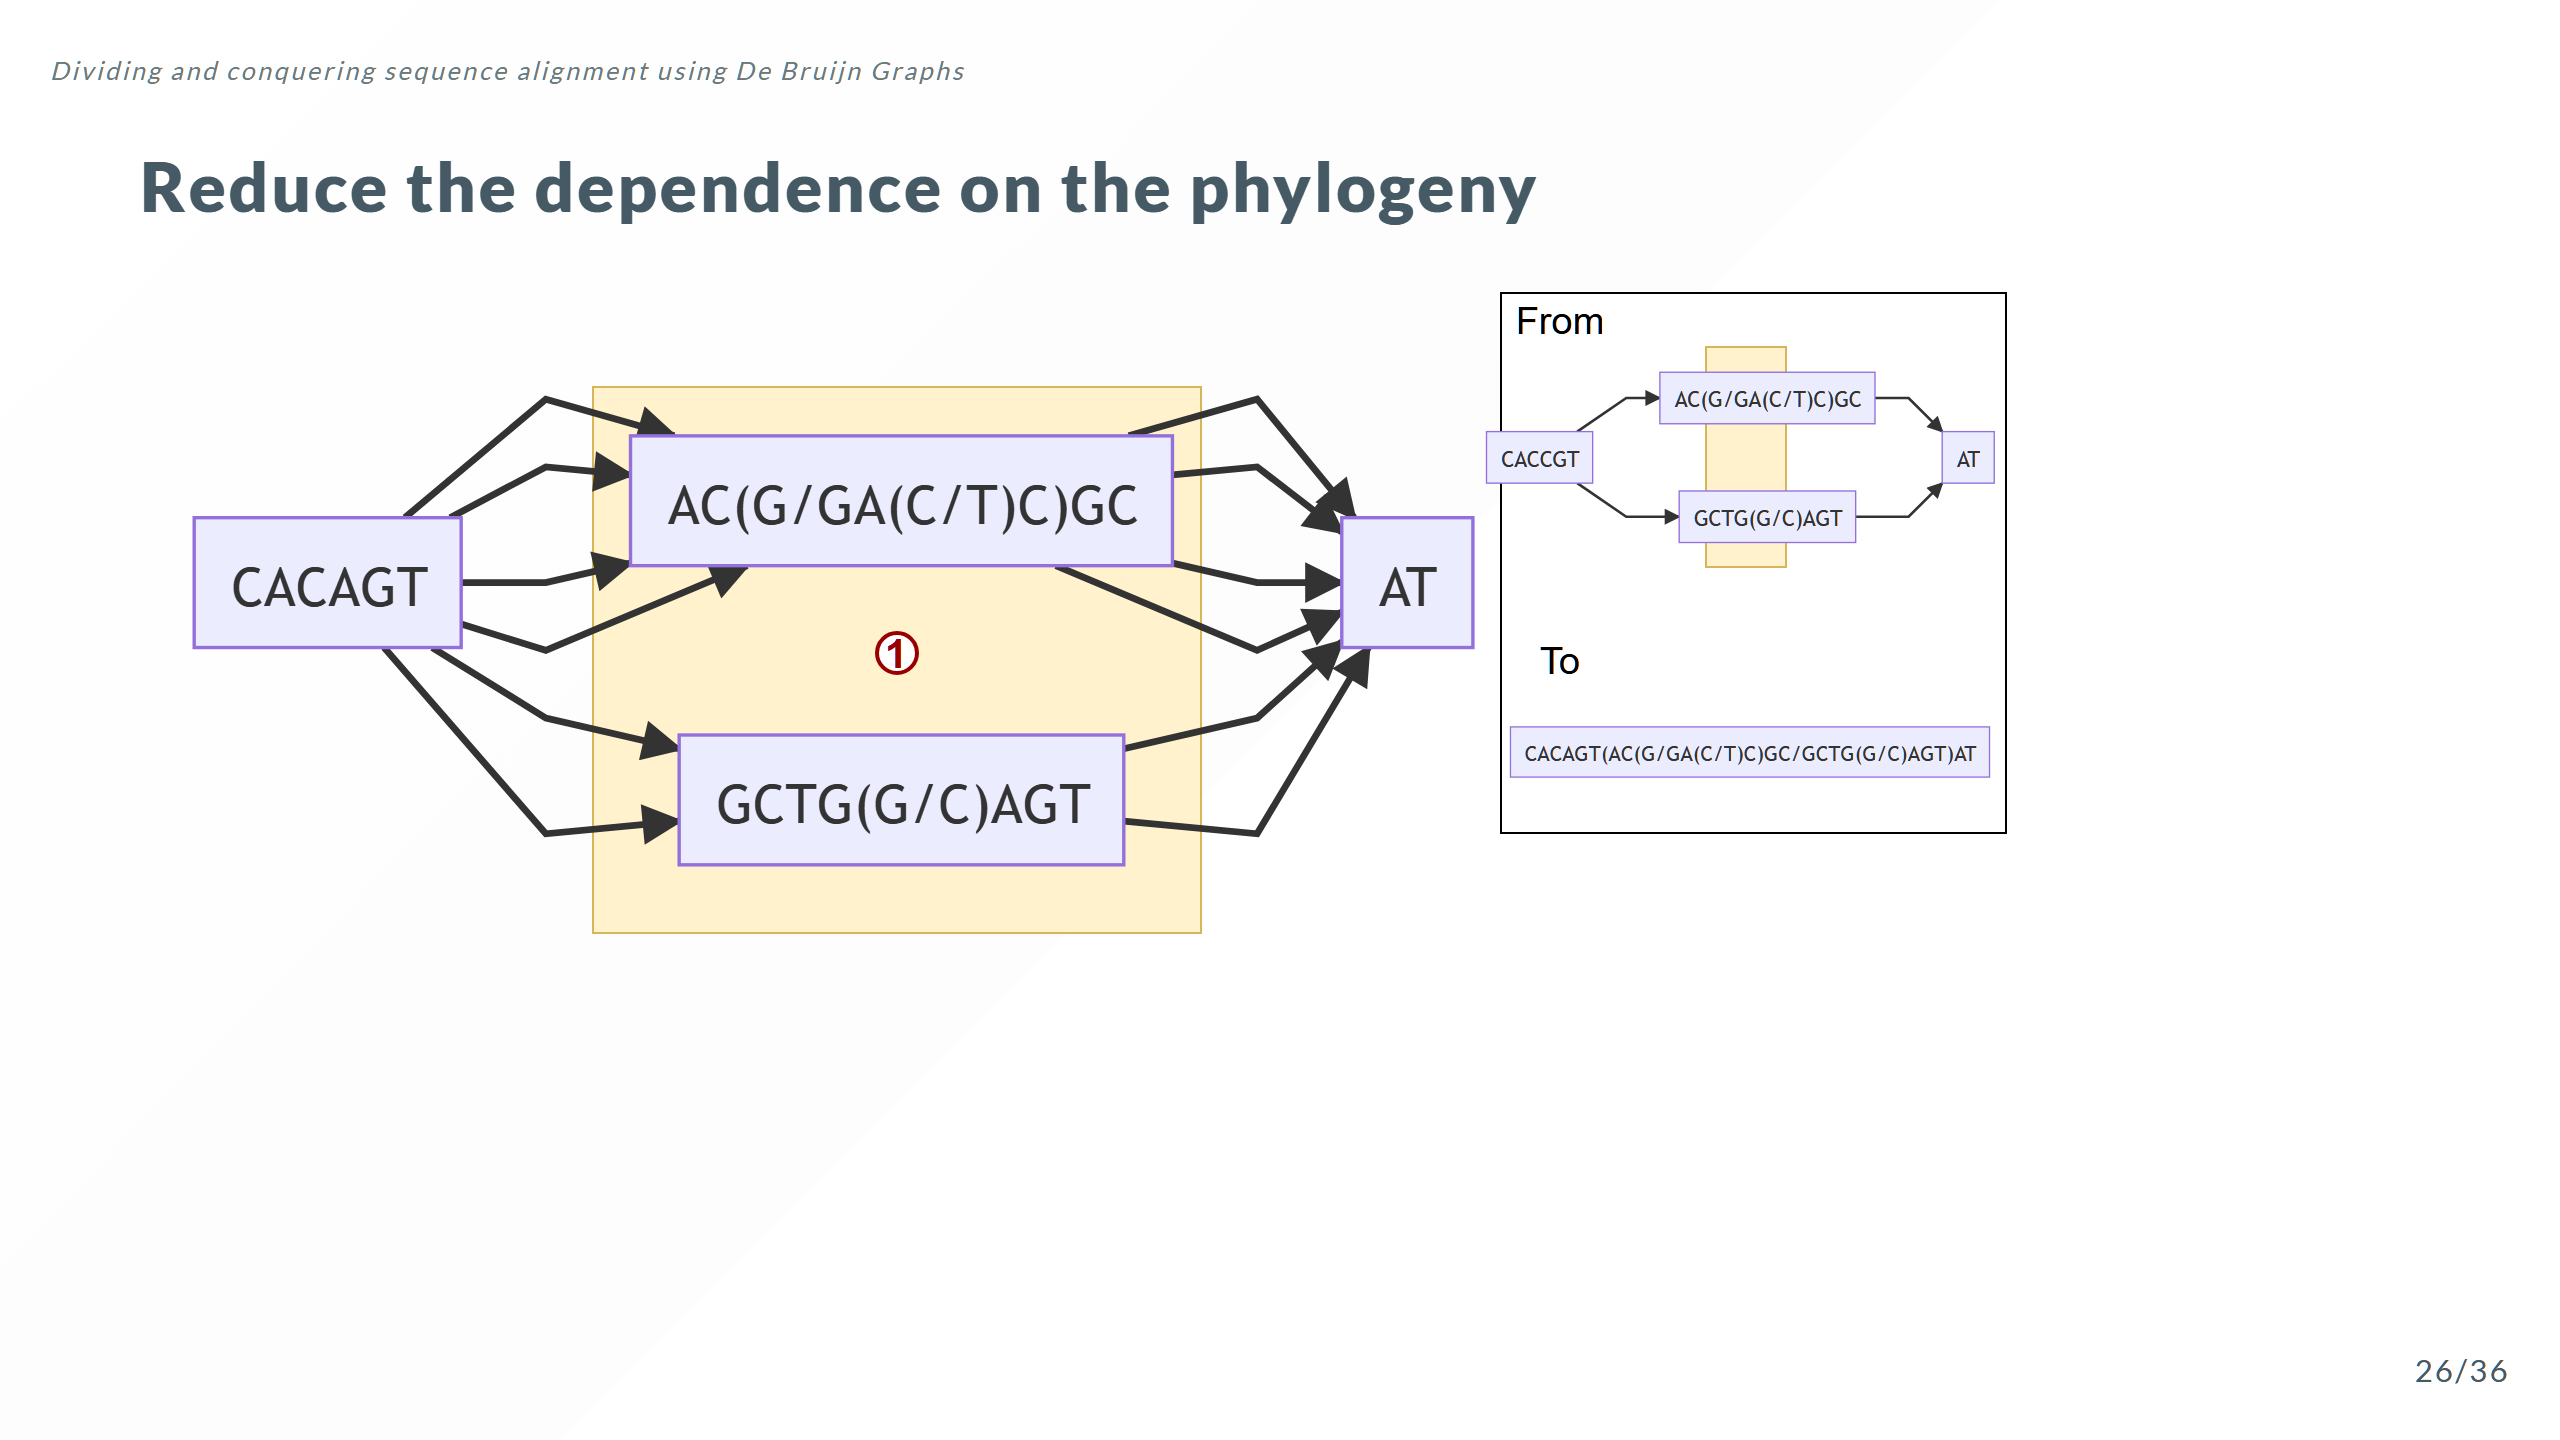 Dividing and conquering sequence alignment using De Bruijn Graphs
Reduce the dependence on the phylogeny
CACAGT
AC(G/GA(C/T)C)GC
①
GCTG(G/C)AGT
AT
From
AC(G/GA(C/T)C)GC
CACCGT
AT
GCTG(G/C)AGT
To
CACAGT(AC(G/GA(C/T)C)GC/GCTG(G/C)AGT)AT
26/36